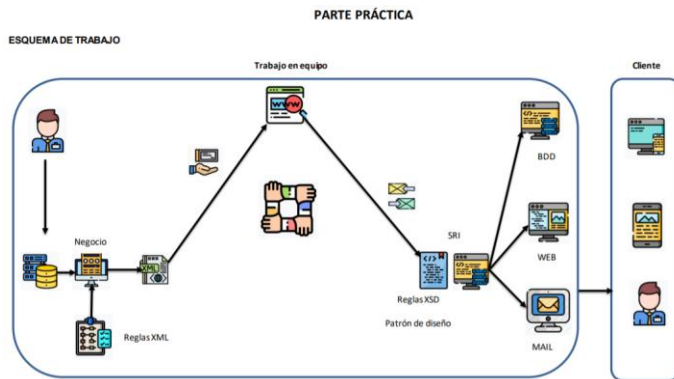 PARTE PRÁCTICA
ESQUEMA DE TRABAJO
Trabajo en equipo
Cliente
www
BDD
Negocio
XML
SRI
WEB
Reglas XSD
Patrón de diseño
Reglas XML
MAIL